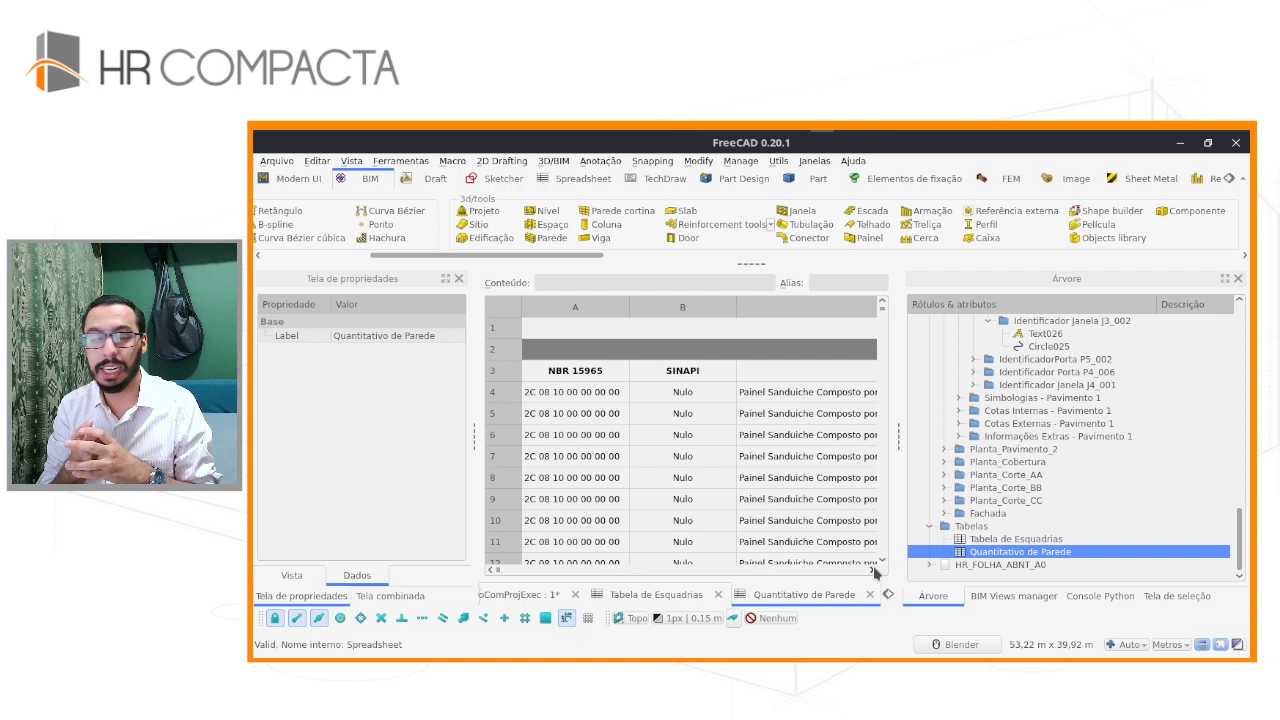 HR COMPACTA
FreeCAD 0.20.1
Arquivo Editar Vista Ferramentas Macro 2D Drafting 3D/BIM Anotação Snapping Modify Manage Utils Janelas Ajuda
Modern UI BIM Draft Sketcher Spreadsheet TechDraw Part Design Part Elementos de fixação FEM Image Sheet Metal Re
3d/tools
Retângulo Curva Bézier Projeto Nível Parede cortina Slab Janela Escada Armação Referência externa Shape builder Componente
B-spline Ponto Sítio Espaço Coluna Reinforcement tools Tubulação Telhado Treliça Perfil Película
Curva Bézier cúbica Hachura Edificação Parede Viga Door Conector Painel Cerca Caixa Objects library
Tela de propriedades
Propriedade Valor
Base
Label Quantitativo de Parede
Vista Dados
Tela de propriedades Tela combinada
Conteúdo: Alias:
A B
1
2
3 NBR 15965 SINAPI
4 2C 08 10 00 00 00 00 Nulo Painel Sanduiche Composto por
5 2C 08 10 00 00 00 00 Nulo Painel Sanduiche Composto por
6 2C 08 10 00 00 00 00 Nulo Painel Sanduiche Composto por
7 2C 08 10 00 00 00 00 Nulo Painel Sanduiche Composto por
8 2C 08 10 00 00 00 00 Nulo Painel Sanduiche Composto por
9 2C 08 10 00 00 00 00 Nulo Painel Sanduiche Composto por
10 2C 08 10 00 00 00 00 Nulo Painel Sanduiche Composto por
11 2C 08 10 00 00 00 00 Nulo Painel Sanduiche Composto por
oComProjExec : 1* Tabela de Esquadrias Quantitativo de Parede
Árvore
Rótulos & atributos Descrição
Identificador Janela J3_002
Text026
Circle025
IdentificadorPorta P5_002
Identificador Porta P4_006
Identificador Janela J4_001
Simbologias - Pavimento 1
Cotas Internas - Pavimento 1
Cotas Externas - Pavimento 1
Informações Extras - Pavimento 1
Planta_Pavimento_2
Planta_Cobertura
Planta_Corte_AA
Planta_Corte_BB
Planta_Corte_CC
Fachada
Tabelas
Tabela de Esquadrias
Quantitativo de Parede
HR_FOLHA_ABNT_A0
Árvore BIM Views manager Console Python Tela de seleção
Topo 1px | 0.15 m Nenhum
Valid, Nome interno: Spreadsheet Blender 53,22 m x 39,92 m Auto Metros